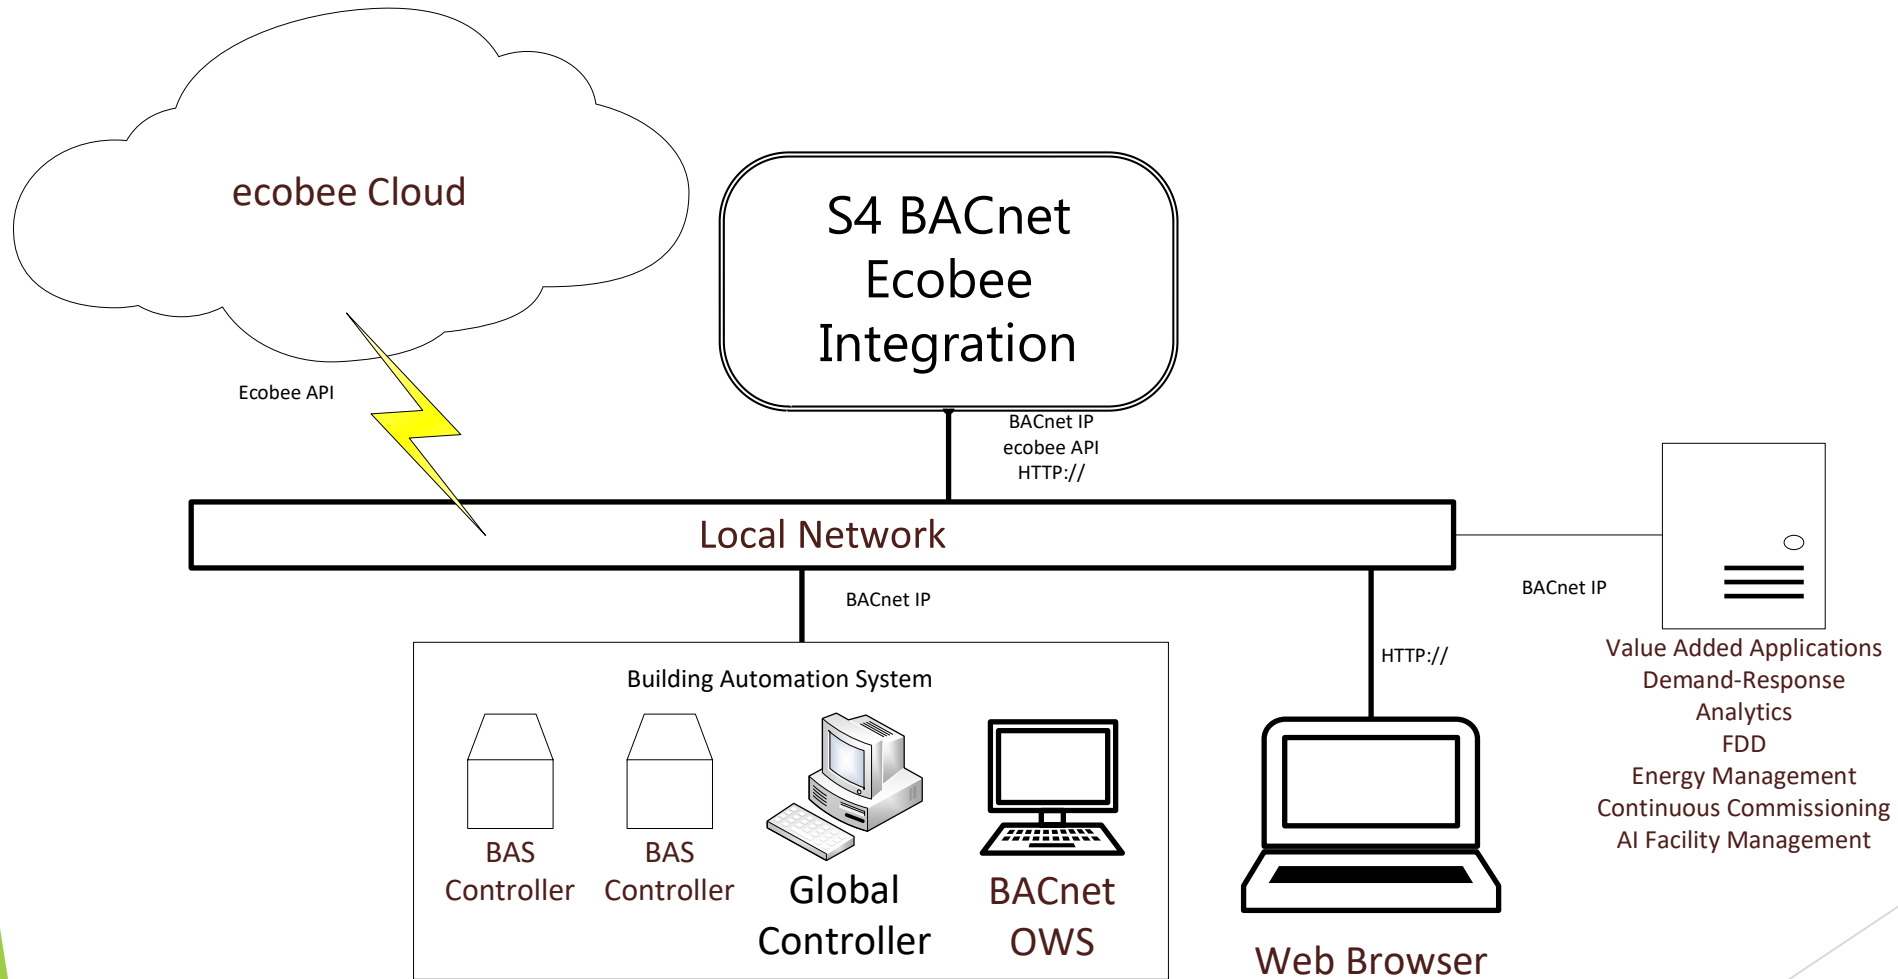 ecobee Cloud
S4 BACnet
Ecobee
Integration
Ecobee API
BACnet IP
ecobee API
HTTP://
Local Network
BACnet IP
BACnet IP
HTTP://
Building Automation System
BAS
Controller
BAS
Controller
Global
Controller
BACnet
OWS
Web Browser
Value Added Applications
Demand-Response
Analytics
FDD
Energy Management
Continuous Commissioning
AI Facility Management